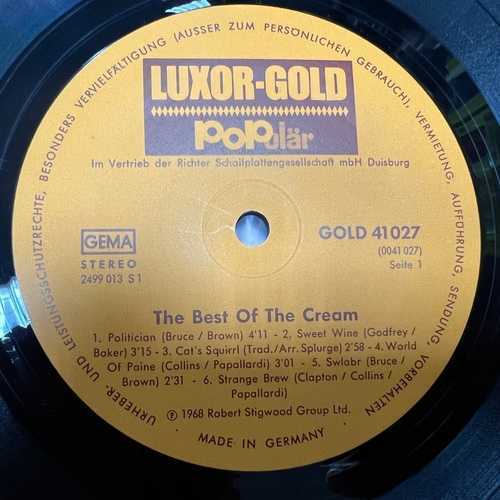 URHEBER- UND LEISTUNGSSCHUTZRECHTE, BESONDERS VERVIELFÄLTIGUNG (AUSSER ZUM PERSÖNLICHEN GEBRAUCH), VERMIETUNG, AUFFÜHRUNG, SENDUNG, VORBEHALTEN
LUXOR-GOLD
POPulär
Im Vertrieb der Richter Schallplattengesellschaft mbH Duisburg
GEMA
STEREO
2499 013 S 1
GOLD 41 027
(0041 027)
Seite 1
The Best Of The Cream
1. Politician (Bruce / Brown) 4'11 - 2. Sweet Wine (Godfrey /
Baker) 3'15 - 3. Cat's Squirl (Trad./Arr. Splurge) 2'58 - 4. World
Of Paine (Collins / Papallardi) 3'01 - 5. Swlabr (Bruce /
Brown) 2'31 - 6. Strange Brew (Clapton / Collins /
Papallardi)
℗ 1968 Robert Stigwood Group Ltd.
· MADE IN GERMANY ·